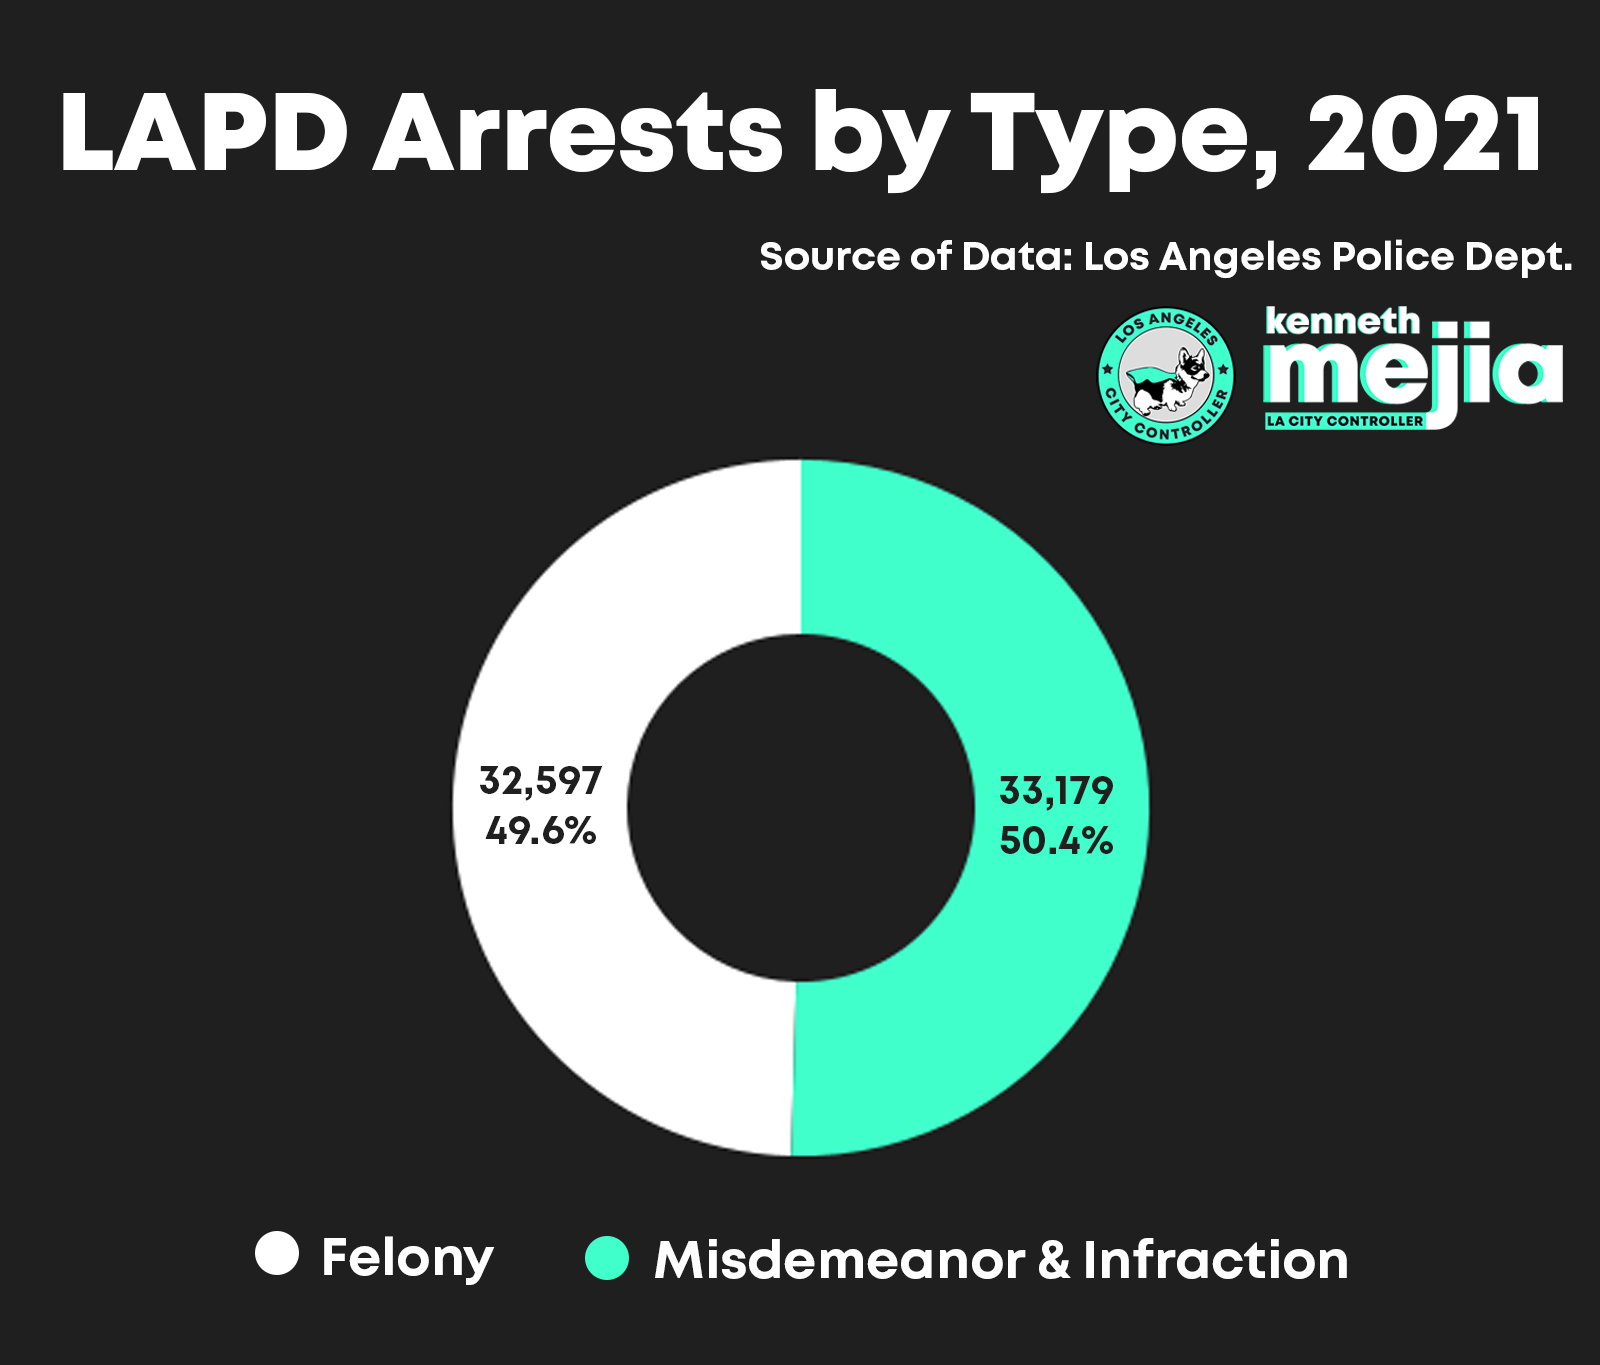 LAPD Arrests by Type, 2021
Source of Data: Los Angeles Police Dept.
LOS ANGELES
CITY CONTROLLER
kenneth
mejia
LA CITY CONTROLLER
32,597
49.6%
33,179
50.4%
Felony
Misdemeanor & Infraction